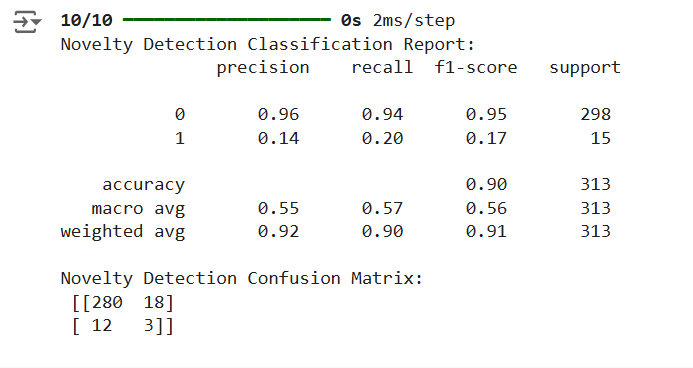 10/10 ━━━━━━━━━━━━━━━━━━━━ 0s 2ms/step
Novelty Detection Classification Report:
              precision    recall  f1-score   support

           0       0.96      0.94      0.95       298
           1       0.14      0.20      0.17        15

    accuracy                           0.90       313
   macro avg       0.55      0.57      0.56       313
weighted avg       0.92      0.90      0.91       313

Novelty Detection Confusion Matrix:
 [[280  18]
 [ 12   3]]